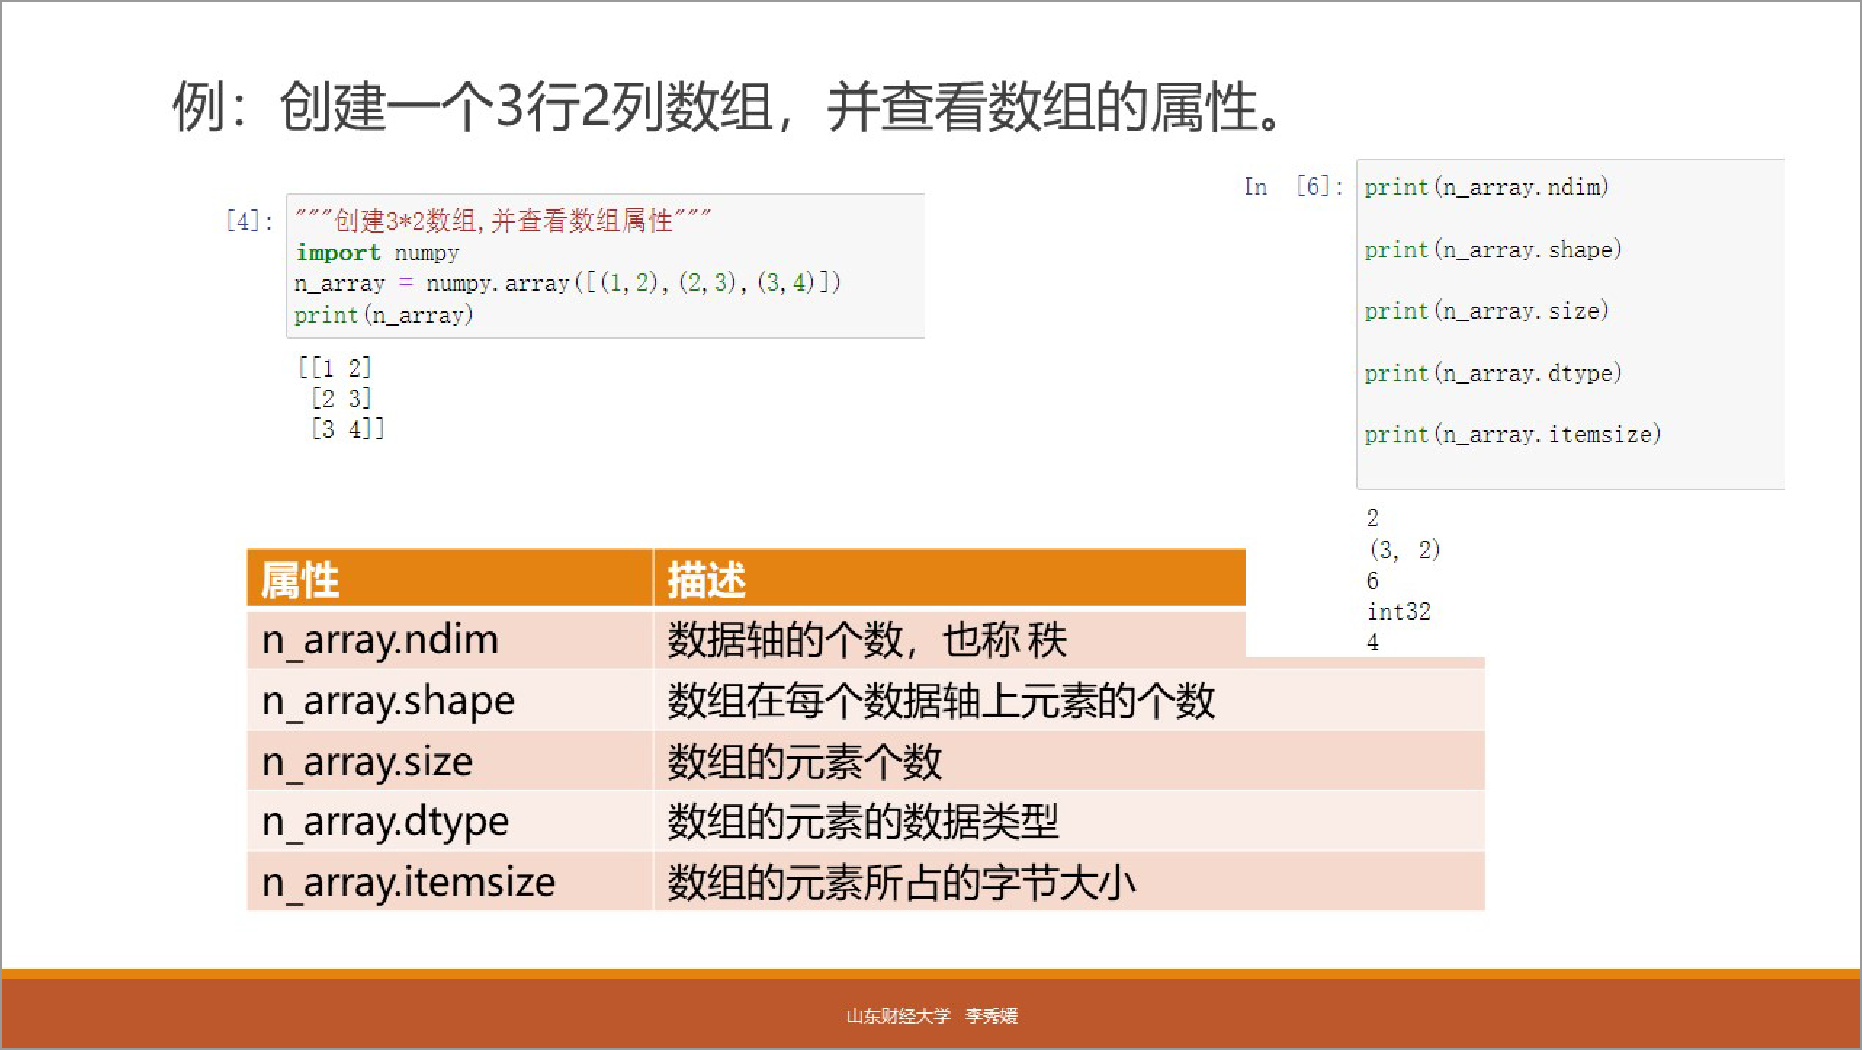 例：创建一个3行2列数组，并查看数组的属性。
[4]:
"""创建3*2数组,并查看数组属性"""
import numpy
n_array = numpy.array([(1,2),(2,3),(3,4)])
print(n_array)
[[1 2]
[2 3]
[3 4]]
In [6]:
print(n_array.ndim)
print(n_array.shape)
print(n_array.size)
print(n_array.dtype)
print(n_array.itemsize)
2
(3, 2)
6
int32
4
属性 描述
n_array.ndim 数据轴的个数，也称 秩
n_array.shape 数组在每个数据轴上元素的个数
n_array.size 数组的元素个数
n_array.dtype 数组的元素的数据类型
n_array.itemsize 数组的元素所占的字节大小
山东财经大学 李秀媛